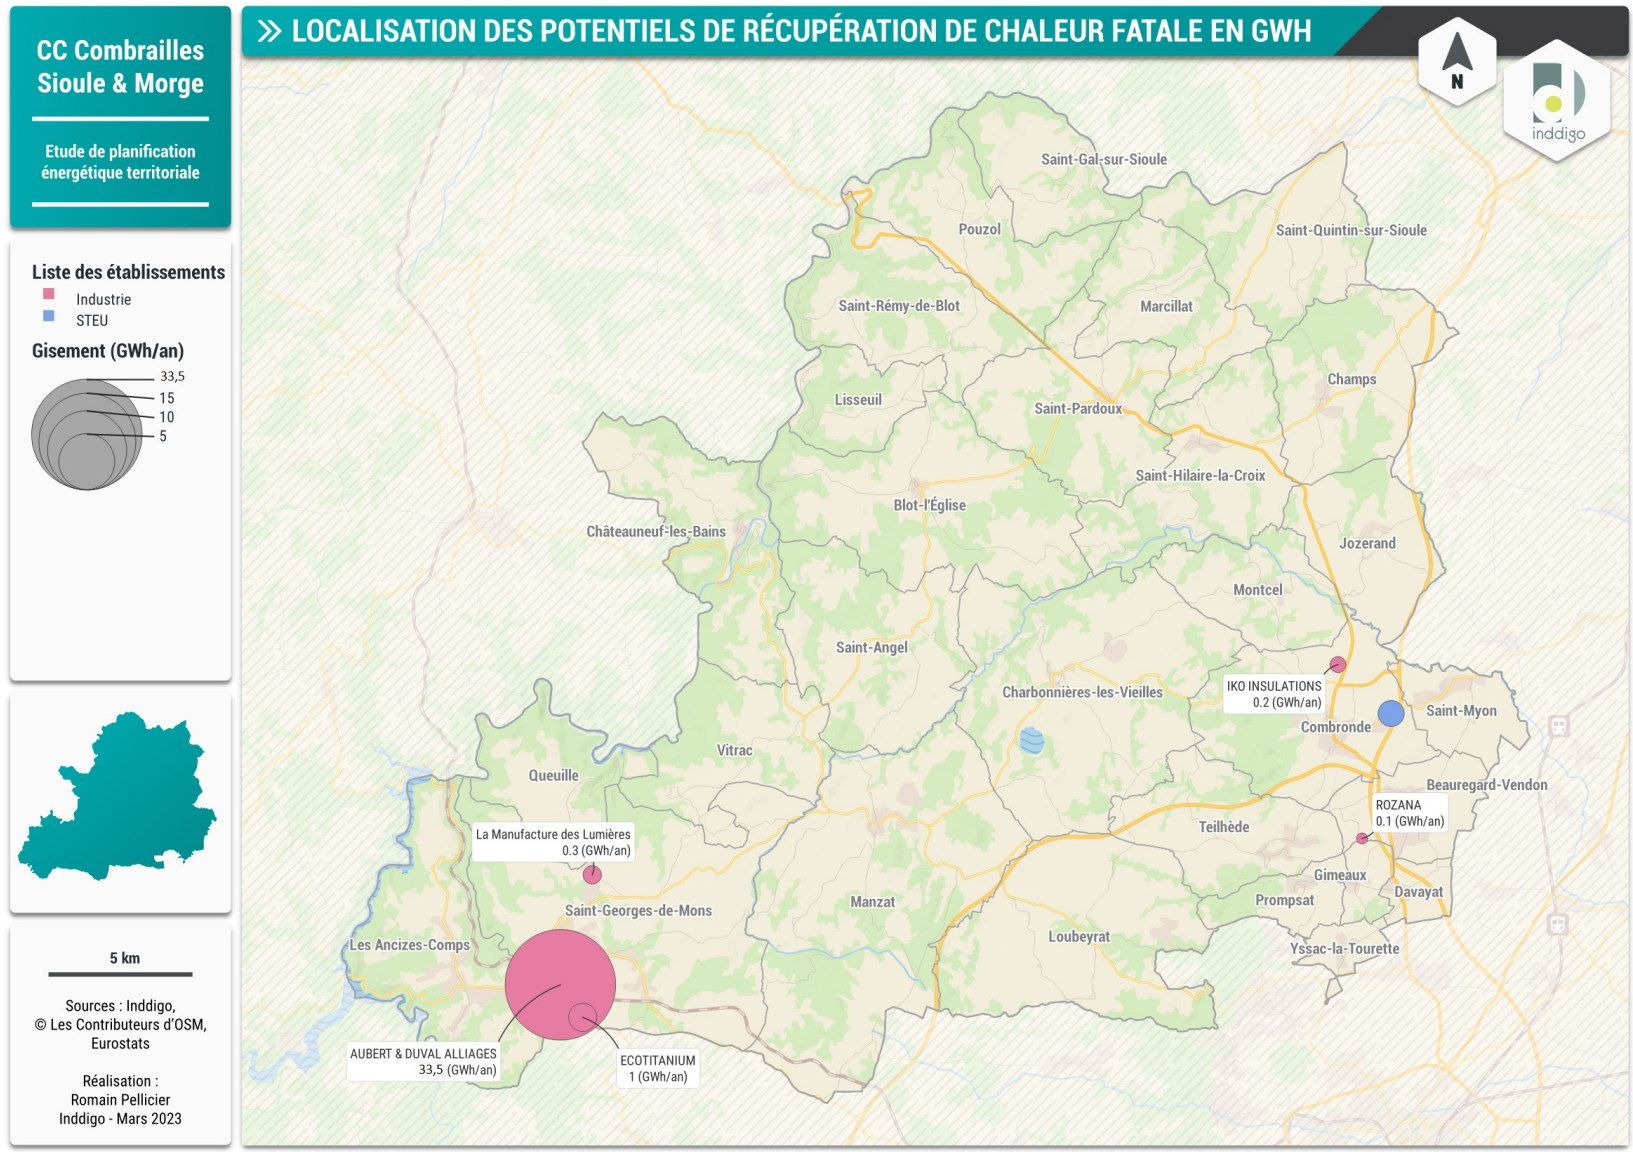 CC Combrailles
Sioule & Morge
Etude de planification
énergétique territoriale
LOCALISATION DES POTENTIELS DE RÉCUPÉRATION DE CHALEUR FATALE EN GWH
N
inddigo
Liste des établissements
Industrie
STEU
Gisement (GWh/an)
33,5
15
10
5
5 km
Sources : Inddigo,
© Les Contributeurs d'OSM,
Eurostats
Réalisation :
Romain Pellicier
Inddigo - Mars 2023
Saint-Gal-sur-Sioule
Pouzol
Saint-Quintin-sur-Sioule
Saint-Rémy-de-Blot
Marcillat
Champs
Lisseuil
Saint-Pardoux
Saint-Hilaire-la-Croix
Blot-l'Église
Châteauneuf-les-Bains
Jozerand
Montcel
Saint-Angel
IKO INSULATIONS
0.2 (GWh/an)
Charbonnières-les-Vieilles
Saint-Myon
Combronde
Vitrac
Queuille
Beauregard-Vendon
ROZANA
0.1 (GWh/an)
La Manufacture des Lumières
0.3 (GWh/an)
Teilhède
Gimeaux
Davayat
Prompsat
Manzat
Saint-Georges-de-Mons
Loubeyrat
Les Ancizes-Comps
Yssac-la-Tourette
AUBERT & DUVAL ALLIAGES
33,5 (GWh/an)
ECOTITANIUM
1 (GWh/an)